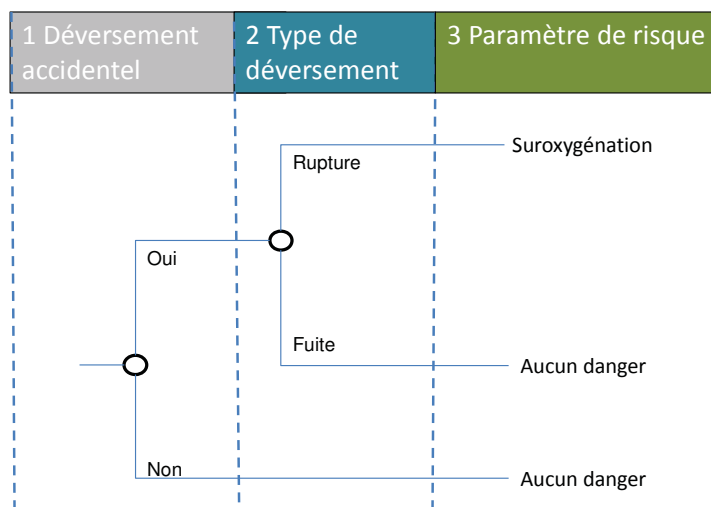 1 Déversement
accidentel
2 Type de
déversement
3 Paramètre de risque
Suroxygénation
Rupture
Oui
Fuite
Aucun danger
Non
Aucun danger